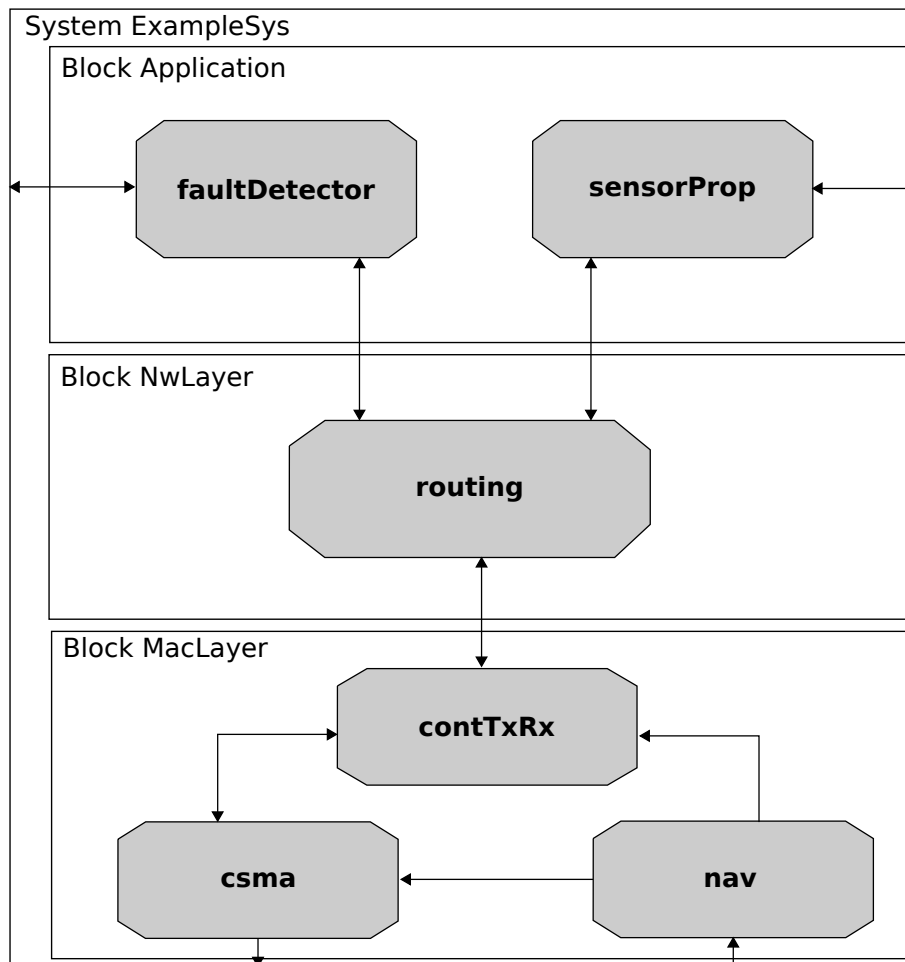 System ExampleSys
Block Application
faultDetector
sensorProp
Block NwLayer
routing
Block MacLayer
contTxRx
csma
nav